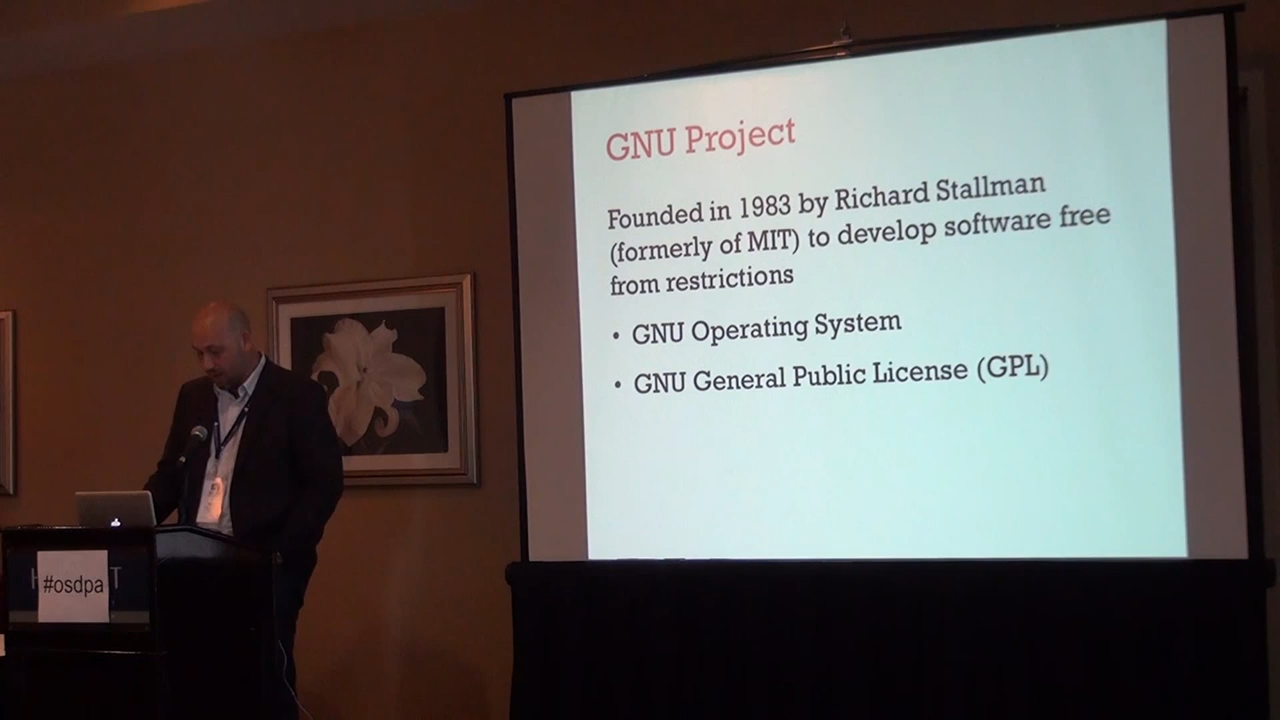 GNU Project
Founded in 1983 by Richard Stallman
(formerly of MIT) to develop software free
from restrictions
• GNU Operating System
• GNU General Public License (GPL)
#osdpa